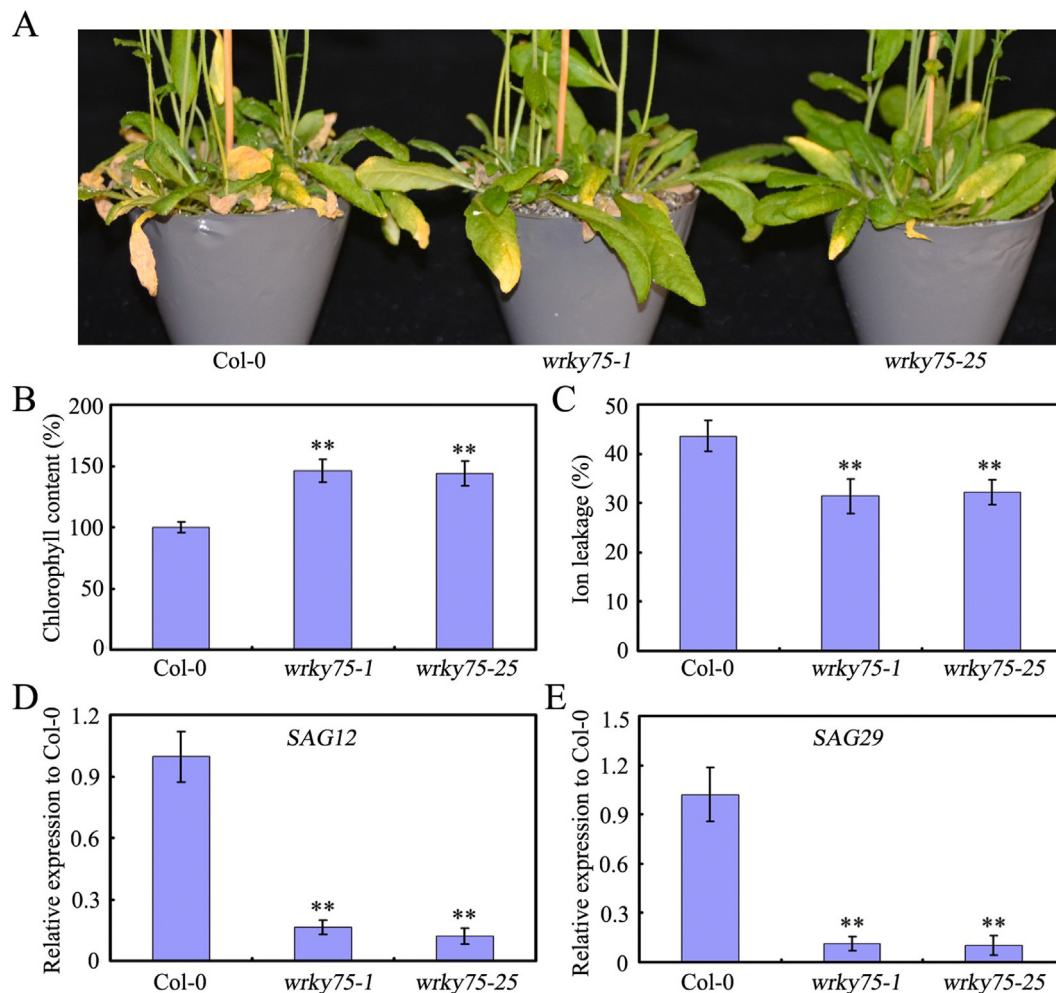 A
Col-0 wrky75-1 wrky75-25
B
Chlorophyll content (%)
200
150
100
50
0
** **
Col-0 wrky75-1 wrky75-25
C
Ion leakage (%)
50
40
30
20
10
0
** **
Col-0 wrky75-1 wrky75-25
D
Relative expression to Col-0
1.2
0.9
0.6
0.3
0
SAG12
** **
Col-0 wrky75-1 wrky75-25
E
Relative expression to Col-0
1.5
1.2
0.9
0.6
0.3
0
SAG29
** **
Col-0 wrky75-1 wrky75-25